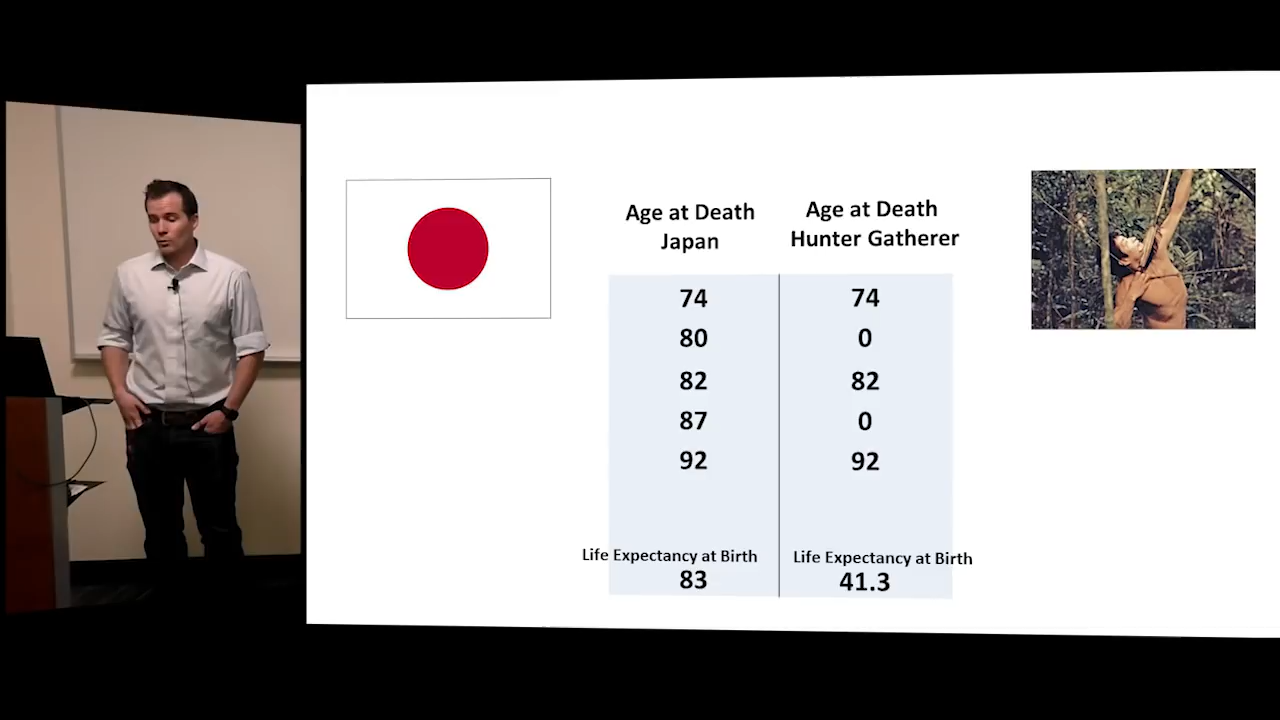 Age at Death
Japan
Age at Death
Hunter Gatherer
74 74
80 0
82 82
87 0
92 92
Life Expectancy at Birth
83
Life Expectancy at Birth
41.3